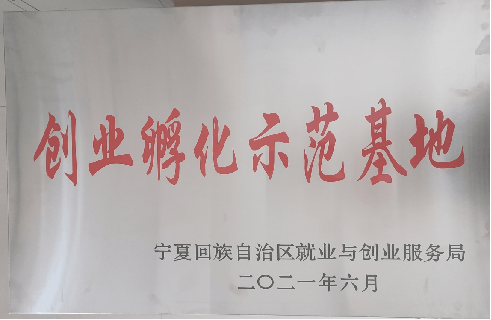 创业孵化示范基地
宁夏回族自治区就业与创业服务局
二〇二一年六月